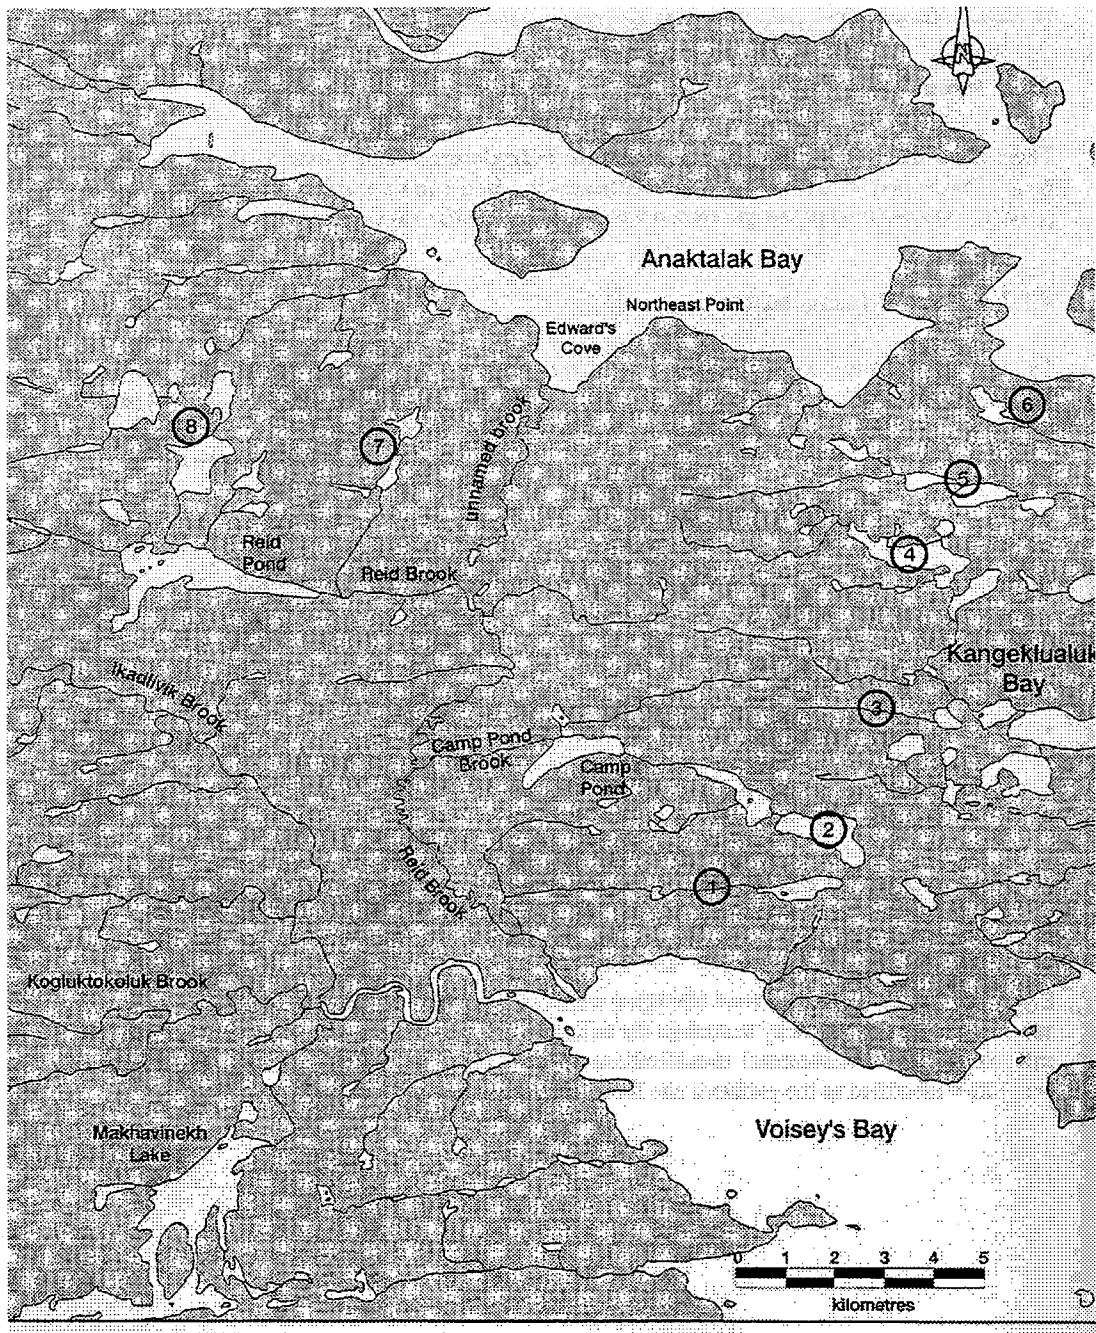 N
Anaktalak Bay
Northeast Point
Edward's
Cove
6
8
unnamed brook
7
5
Reid
Pond
4
Reid Brook
Kangeklualuk
Bay
Ikadlivik Brook
3
Camp Pond
Brook
Camp
Pond
2
Reid Brook
1
Kogluktokoluk Brook
Makhavinekh
Lake
Voisey's Bay
0 1 2 3 4 5
kilometres